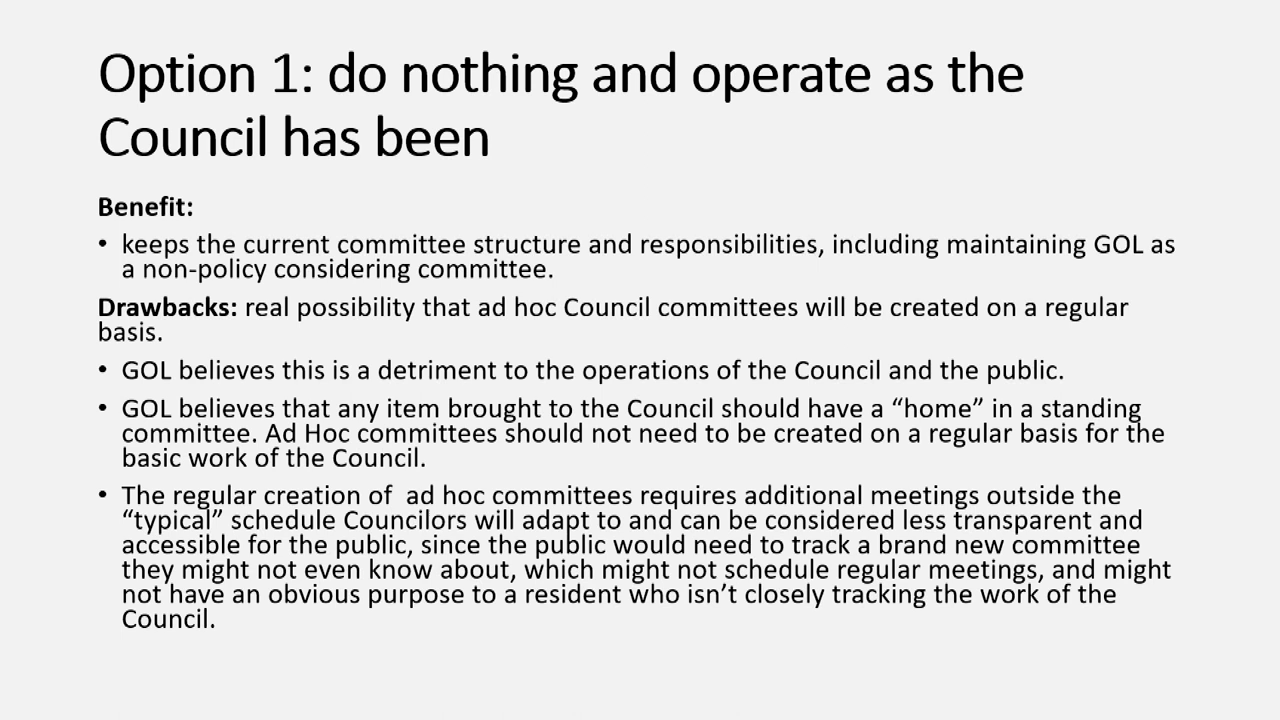 Option 1: do nothing and operate as the
Council has been
Benefit:
• keeps the current committee structure and responsibilities, including maintaining GOL as
a non-policy considering committee.
Drawbacks: real possibility that ad hoc Council committees will be created on a regular
basis.
• GOL believes this is a detriment to the operations of the Council and the public.
• GOL believes that any item brought to the Council should have a “home” in a standing
committee. Ad Hoc committees should not need to be created on a regular basis for the
basic work of the Council.
• The regular creation of  ad hoc committees requires additional meetings outside the
“typical” schedule Councilors will adapt to and can be considered less transparent and
accessible for the public, since the public would need to track a brand new committee
they might not even know about, which might not schedule regular meetings, and might
not have an obvious purpose to a resident who isn’t closely tracking the work of the
Council.